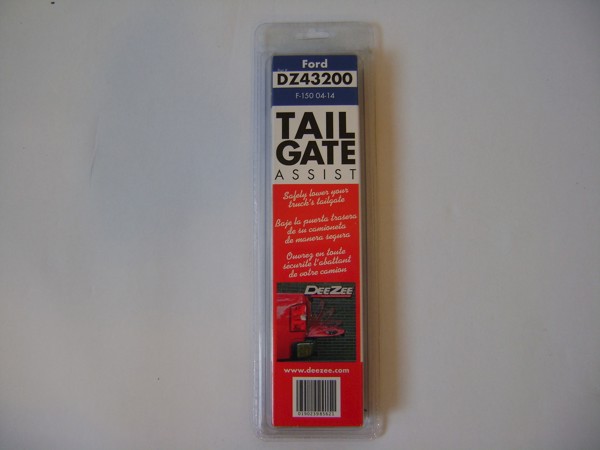 Ford
DZ43200
F-150 04-14
TAIL
GATE
ASSIST
Safely lower your
truck's tailgate
Baje la puerta trasera
de su camioneta
de manera segura
Ouvrez en toute
sécurité l'abattant
de votre camion
DEEZEE
www.deezee.com